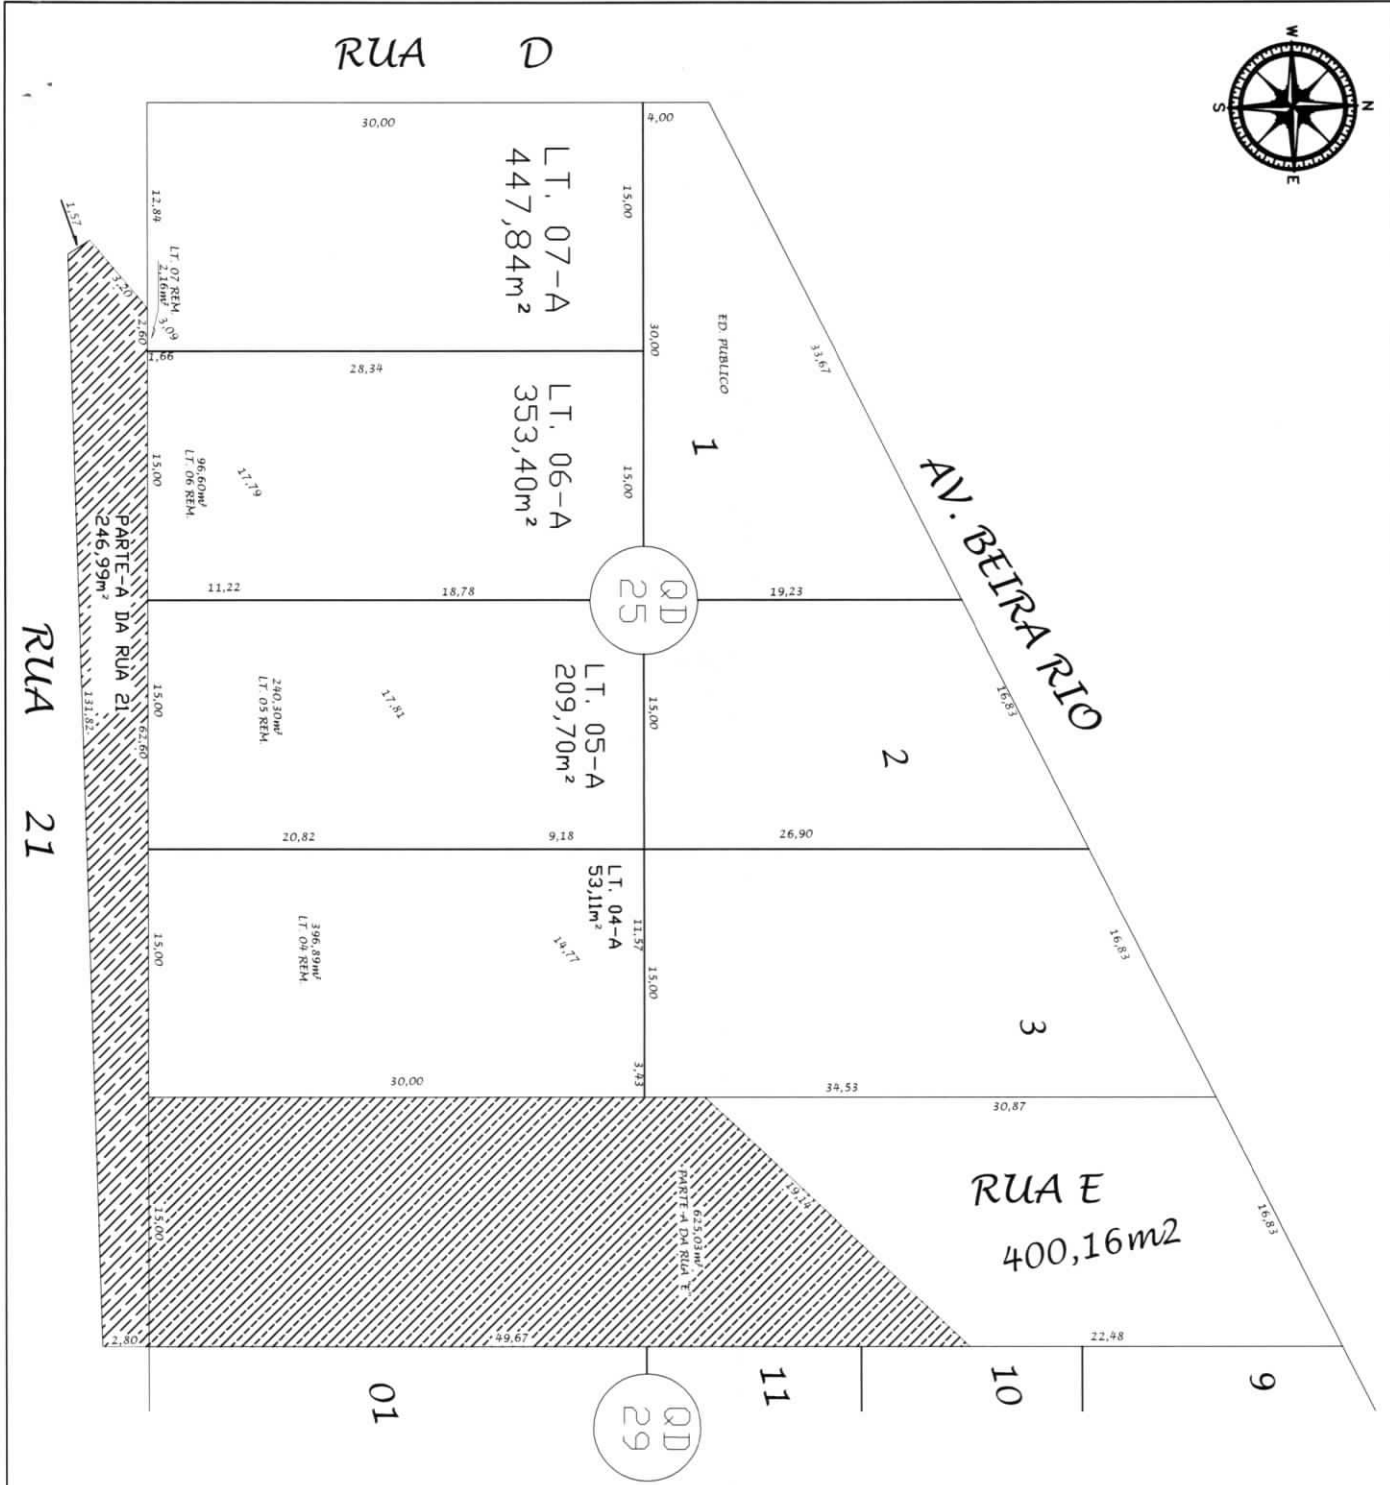 RUA D
W
N
S
E
30,00
4,00
12,84
15,00
LT. 07-A
447,84m²
1,57
3,20
LT. 07 REM.
2,16m²
3,09
2,60
1,66
30,00
ED. PUBLICO
33,67
28,34
LT. 06-A
353,40m²
1
15,00
15,00
96,60m²
LT. 06 REM.
17,79
AV. BEIRA RIO
PARTE-A DA RUA 21
246,99m²
11,22
18,78
QD
25
19,23
RUA 21
131,82
62,60
15,00
240,30m²
LT. 05 REM.
17,81
LT. 05-A
209,70m²
15,00
16,83
2
20,82
9,18
26,90
LT. 04-A
53,11m²
15,00
396,89m²
LT. 04 REM.
14,77
11,57
15,00
16,83
3
3,43
30,00
34,53
30,87
RUA E
400,16m2
625,03m²
PARTE-A DA RUA "E"
19,14
16,83
15,00
2,80
49,67
22,48
01
QD
29
11
10
9